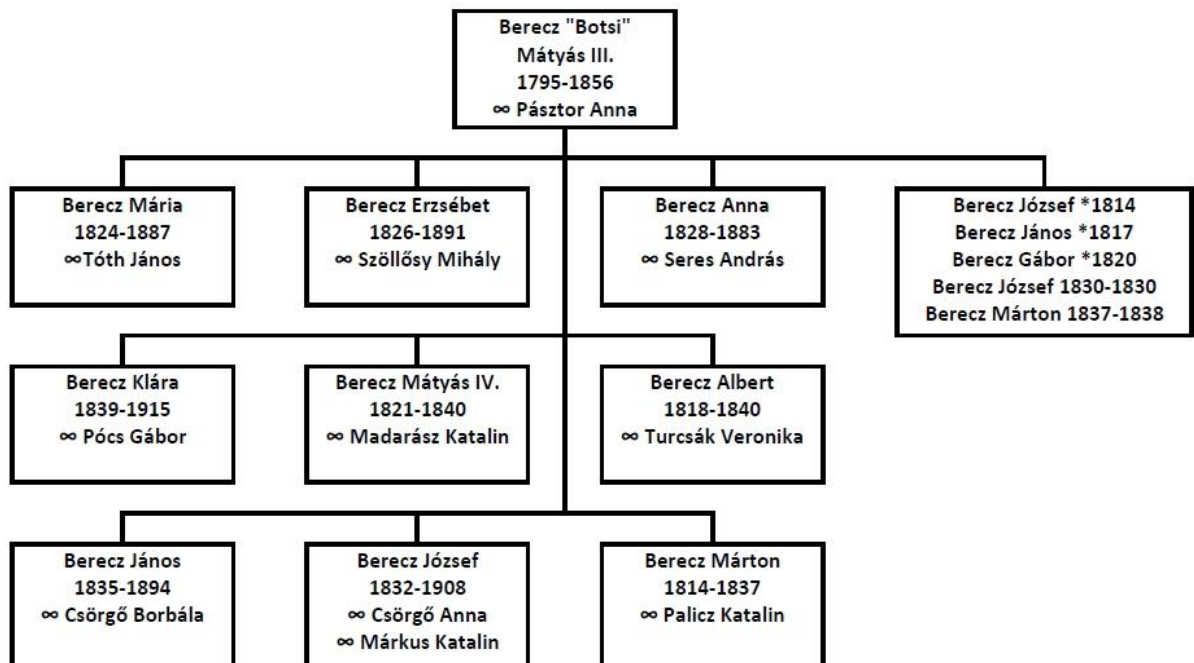 Berecz "Botsi"
Mátyás III.
1795-1856
∞ Pásztor Anna
Berecz Mária
1824-1887
∞Tóth János
Berecz Erzsébet
1826-1891
∞ Szöllősy Mihály
Berecz Anna
1828-1883
∞ Seres András
Berecz József *1814
Berecz János *1817
Berecz Gábor *1820
Berecz József 1830-1830
Berecz Márton 1837-1838
Berecz Klára
1839-1915
∞ Pócs Gábor
Berecz Mátyás IV.
1821-1840
∞ Madarász Katalin
Berecz Albert
1818-1840
∞ Turcsák Veronika
Berecz János
1835-1894
∞ Csörgő Borbála
Berecz József
1832-1908
∞ Csörgő Anna
∞ Márkus Katalin
Berecz Márton
1814-1837
∞ Palicz Katalin